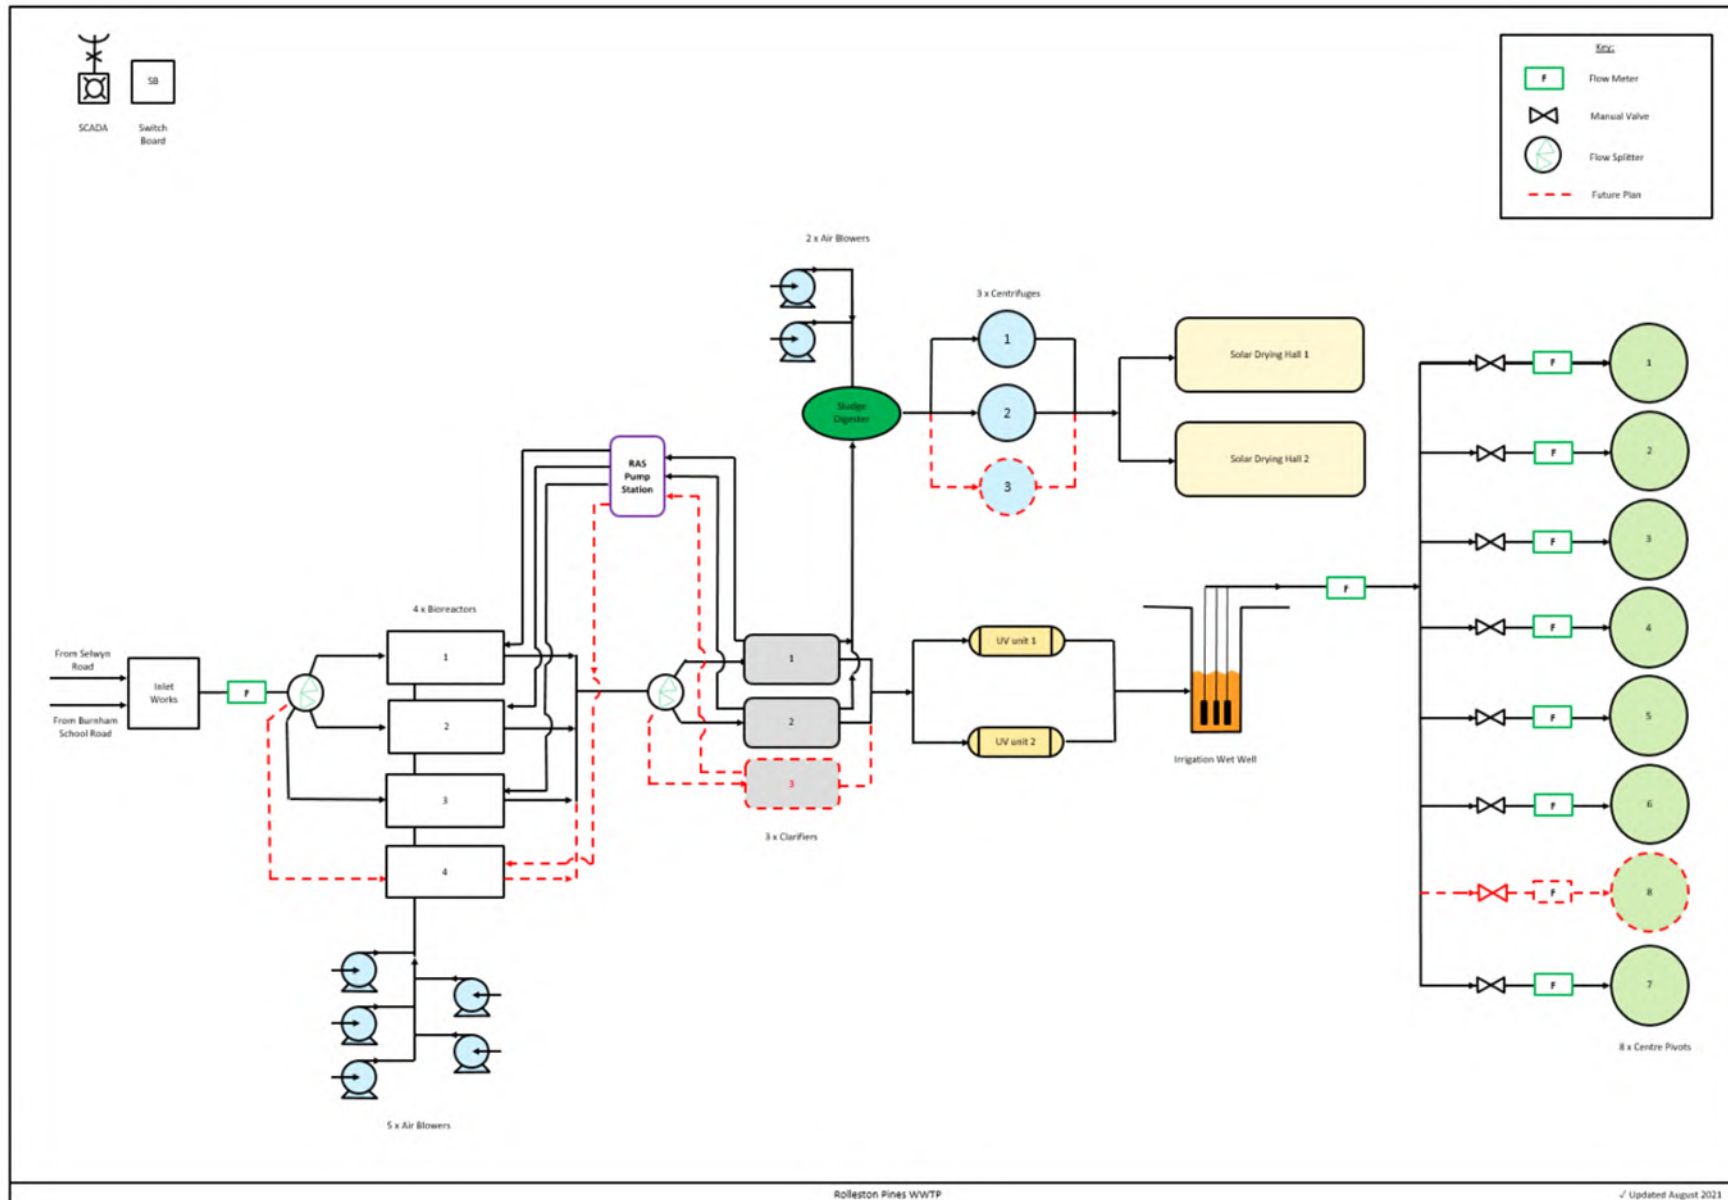 SB
SCADA
Switch
Board
Key:
F
Flow Meter
Manual Valve
Flow Splitter
Future Plan
2 x Air Blowers
3 x Centrifuges
1
2
3
Sludge
Digester
Solar Drying Hall 1
Solar Drying Hall 2
RAS
Pump
Station
4 x Bioreactors
From Selwyn
Road
From Burnham
School Road
Inlet
Works
F
1
2
3
4
5 x Air Blowers
1
2
3
3 x Clarifiers
UV unit 1
UV unit 2
Irrigation Wet Well
F
F
1
F
2
F
3
F
4
F
5
F
6
F
8
F
7
8 x Centre Pivots
Rolleston Pines WWTP
√ Updated August 2021